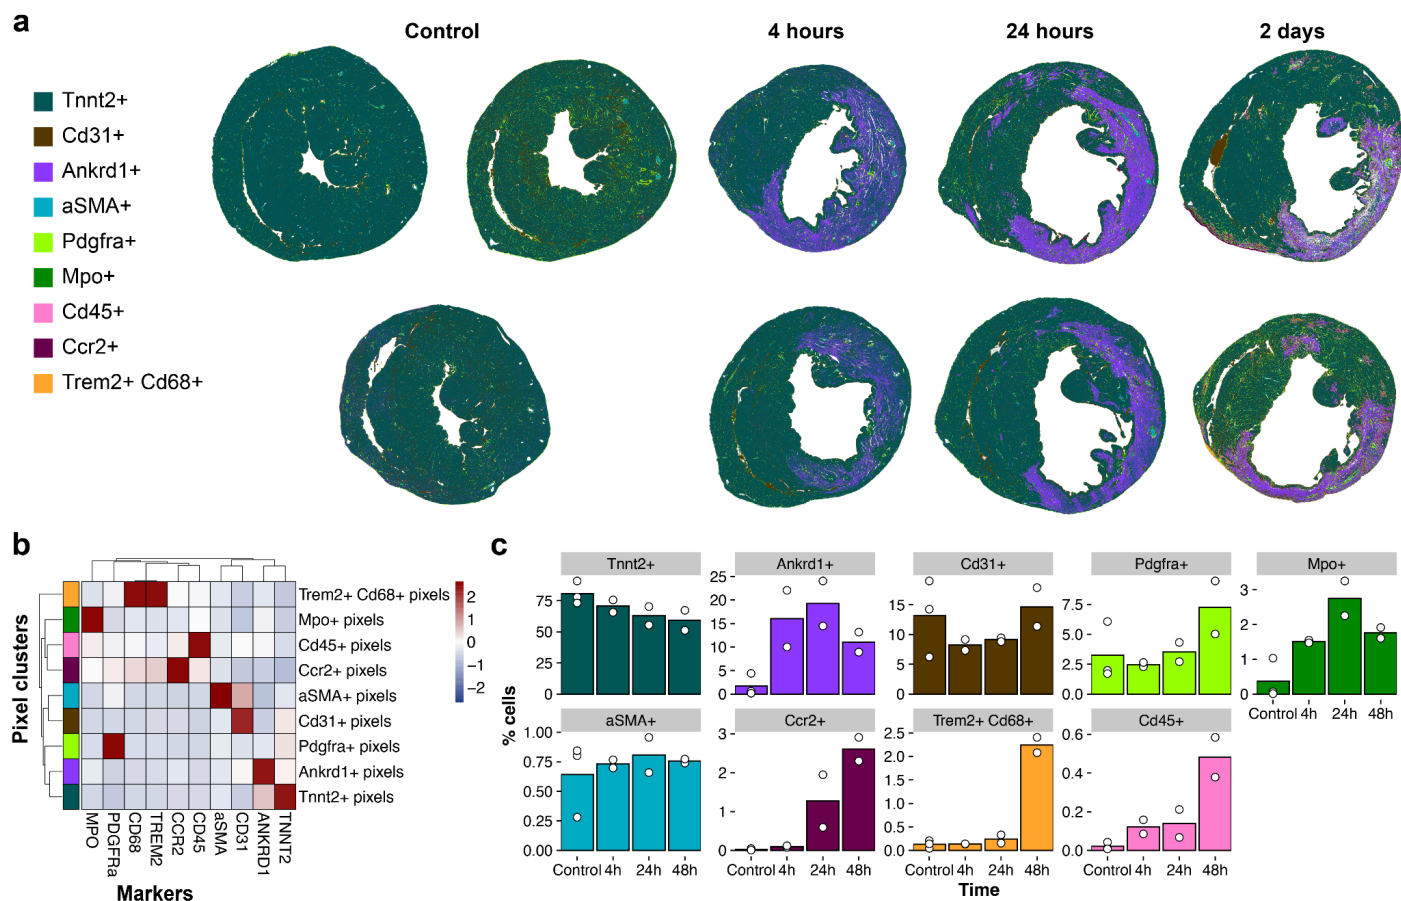 a
Control
4 hours
24 hours
2 days
Tnnt2+
Cd31+
Ankrd1+
aSMA+
Pdgfra+
Mpo+
Cd45+
Ccr2+
Trem2+ Cd68+
b
Pixel clusters
Trem2+ Cd68+ pixels
Mpo+ pixels
Cd45+ pixels
Ccr2+ pixels
aSMA+ pixels
Cd31+ pixels
Pdgfra+ pixels
Ankrd1+ pixels
Tnnt2+ pixels
2
1
0
−1
−2
MPO
PDGFRa
CD68
TREM2
CCR2
CD45
aSMA
CD31
ANKRD1
TNNT2
Markers
c
% cells
Tnnt2+
75
50
25
0
Ankrd1+
25
20
15
10
5
0
Cd31+
15
10
5
0
Pdgfra+
7.5
5.0
2.5
0.0
Mpo+
3
2
1
0
Control 4h 24h 48h
aSMA+
1.00
0.75
0.50
0.25
0.00
Control 4h 24h 48h
Ccr2+
3
2
1
0
Control 4h 24h 48h
Trem2+ Cd68+
2.5
2.0
1.5
1.0
0.5
0.0
Control 4h 24h 48h
Cd45+
0.6
0.4
0.2
0.0
Control 4h 24h 48h
Time